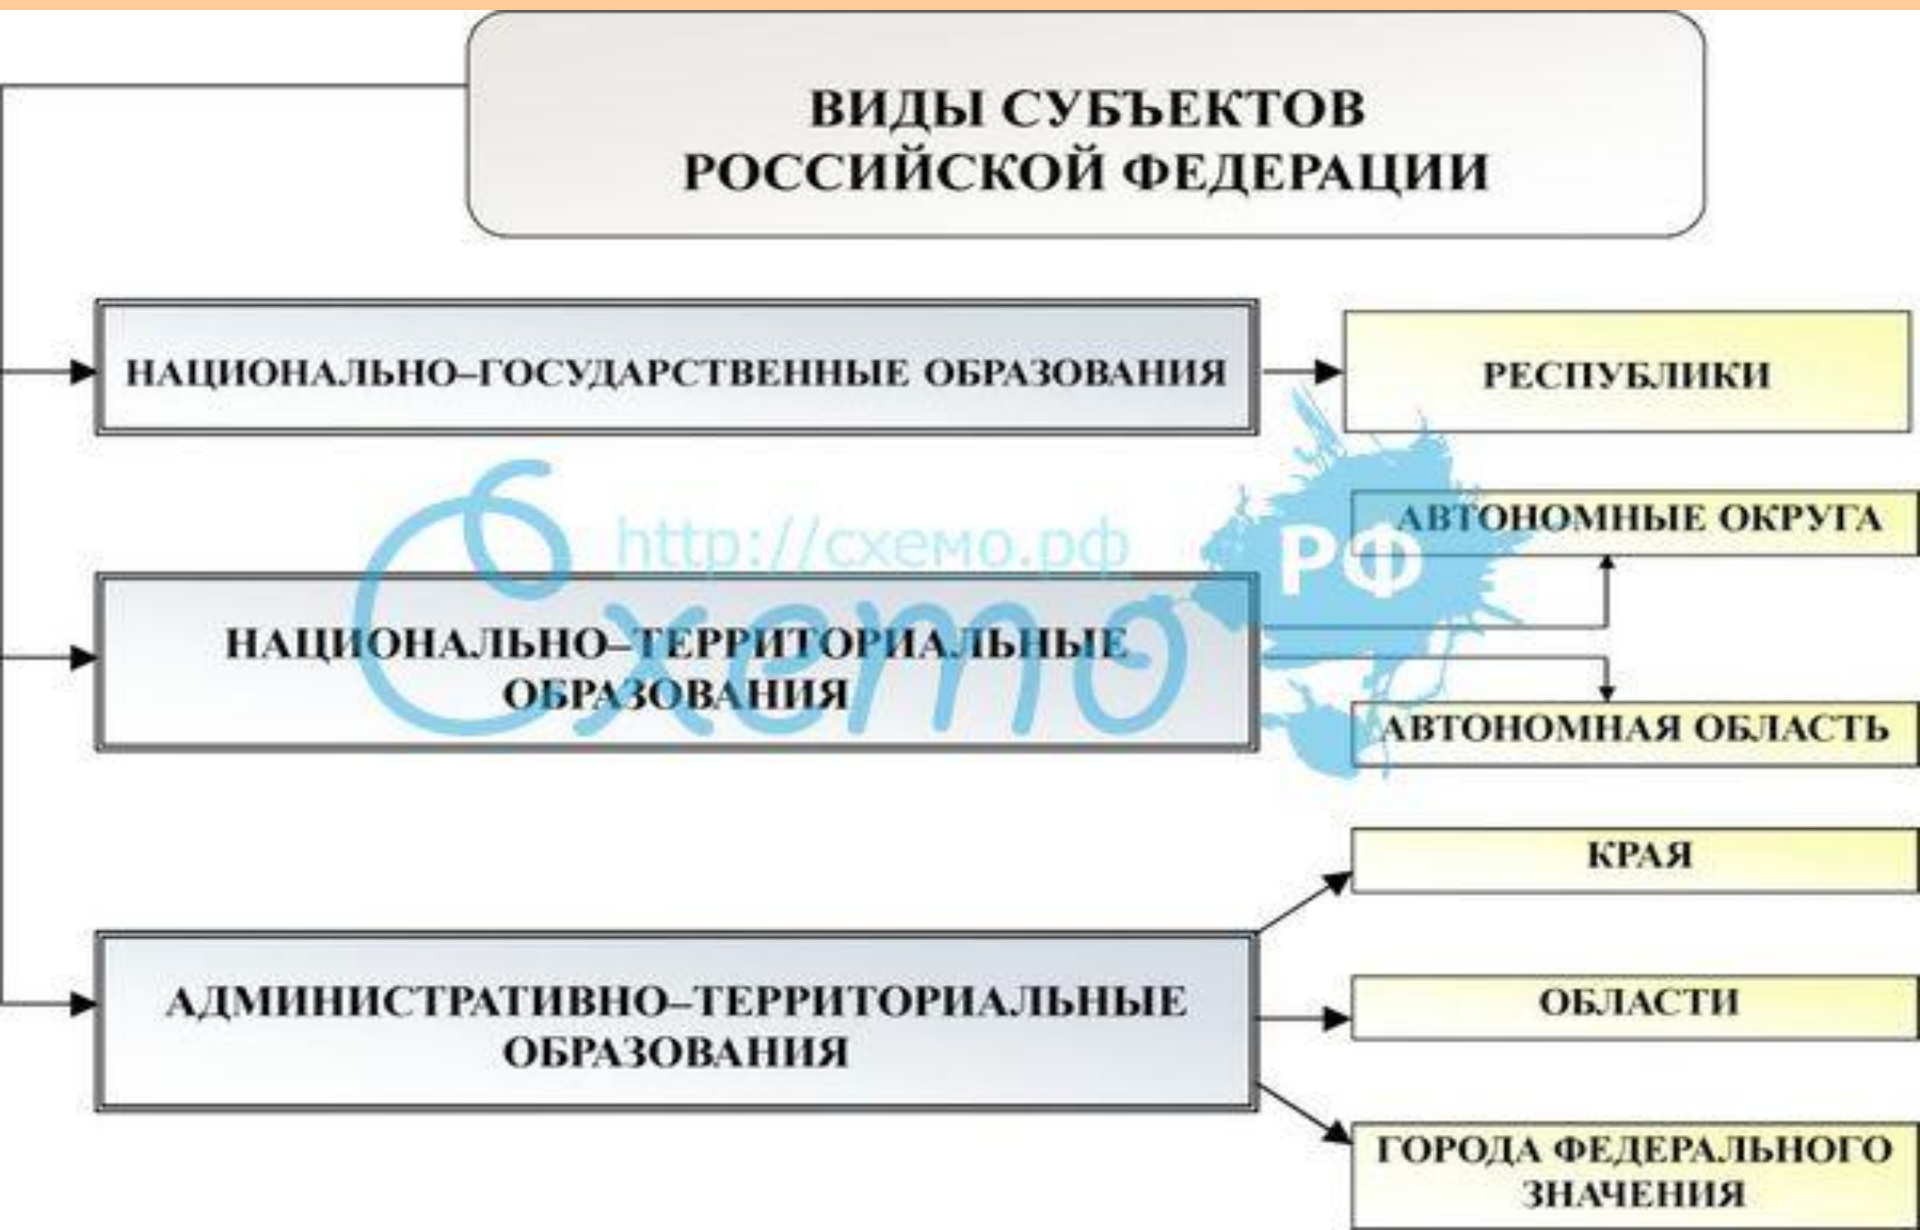 ВИДЫ СУБЪЕКТОВ
РОССИЙСКОЙ ФЕДЕРАЦИИ
НАЦИОНАЛЬНО–ГОСУДАРСТВЕННЫЕ ОБРАЗОВАНИЯ
РЕСПУБЛИКИ
http://схемо.рф
Схемо
РФ
НАЦИОНАЛЬНО–ТЕРРИТОРИАЛЬНЫЕ
ОБРАЗОВАНИЯ
АВТОНОМНЫЕ ОКРУГА
АВТОНОМНАЯ ОБЛАСТЬ
АДМИНИСТРАТИВНО–ТЕРРИТОРИАЛЬНЫЕ
ОБРАЗОВАНИЯ
КРАЯ
ОБЛАСТИ
ГОРОДА ФЕДЕРАЛЬНОГО
ЗНАЧЕНИЯ